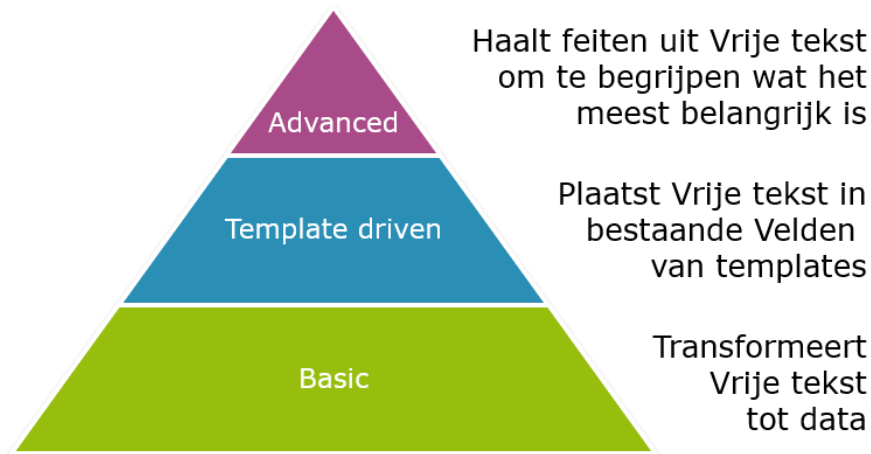 Haalt feiten uit Vrije tekst
om te begrijpen wat het
meest belangrijk is
Advanced
Plaatst Vrije tekst in
bestaande Velden
van templates
Template driven
Transformeert
Vrije tekst
tot data
Basic